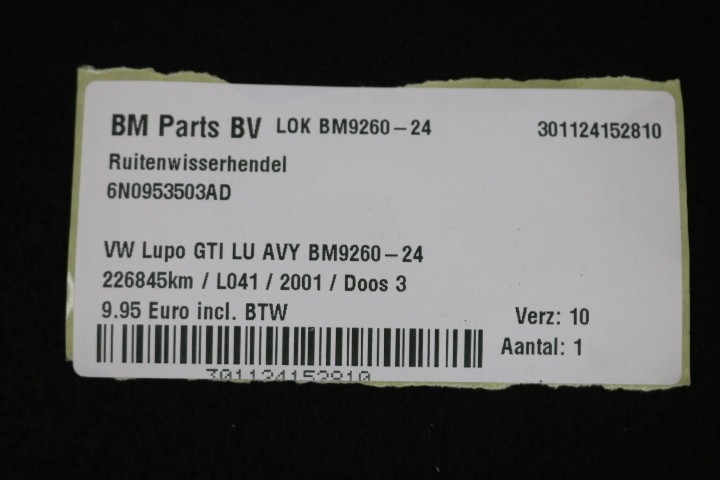 BM Parts BV LOK BM9260-24 301124152810
Ruitenwisserhendel
6N0953503AD
VW Lupo GTI LU AVY BM9260-24
226845km / L041 / 2001 / Doos 3
9.95 Euro incl. BTW Verz: 10
Aantal: 1
301124152810